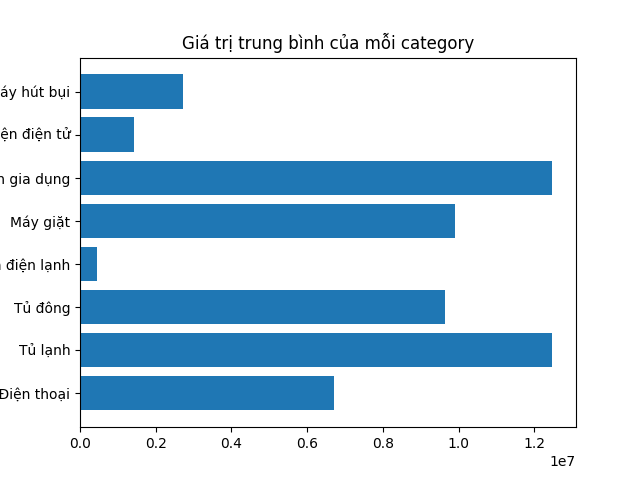 Giá trị trung bình của mỗi category
áy hút bụi
ện điện tử
gia dụng
Máy giặt
điện lạnh
Tủ đông
Tủ lạnh
Điện thoại
0.0 0.2 0.4 0.6 0.8 1.0 1.2
1e7